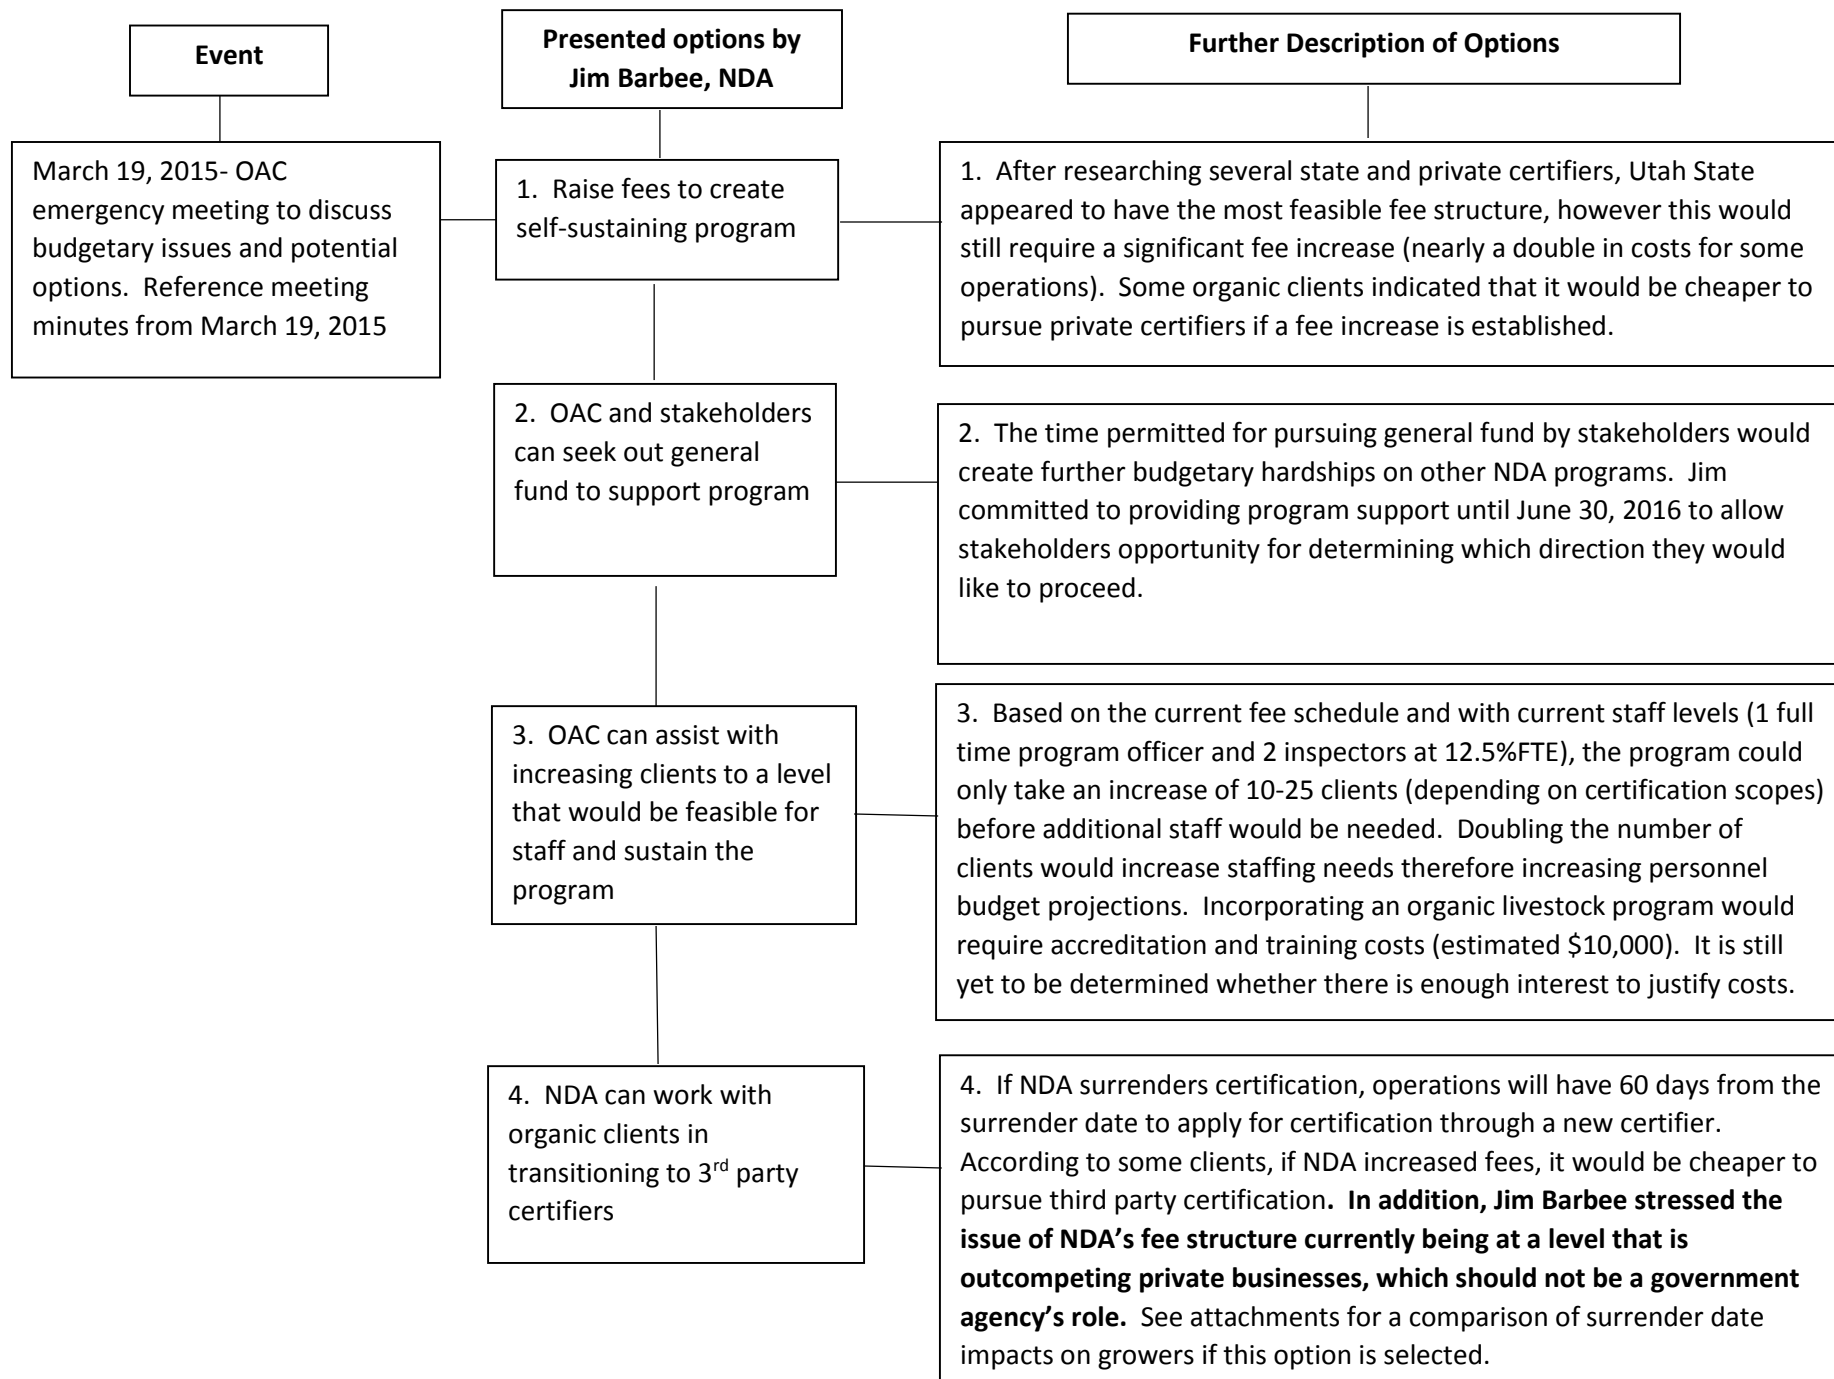 Event
Presented options by
Jim Barbee, NDA
Further Description of Options
March 19, 2015- OAC
emergency meeting to discuss
budgetary issues and potential
options.  Reference meeting
minutes from March 19, 2015
1.  Raise fees to create
self-sustaining program
1.  After researching several state and private certifiers, Utah State
appeared to have the most feasible fee structure, however this would
still require a significant fee increase (nearly a double in costs for some
operations).  Some organic clients indicated that it would be cheaper to
pursue private certifiers if a fee increase is established.
2.  OAC and stakeholders
can seek out general
fund to support program
2.  The time permitted for pursuing general fund by stakeholders would
create further budgetary hardships on other NDA programs.  Jim
committed to providing program support until June 30, 2016 to allow
stakeholders opportunity for determining which direction they would
like to proceed.
3.  OAC can assist with
increasing clients to a level
that would be feasible for
staff and sustain the
program
3.  Based on the current fee schedule and with current staff levels (1 full
time program officer and 2 inspectors at 12.5%FTE), the program could
only take an increase of 10-25 clients (depending on certification scopes)
before additional staff would be needed.  Doubling the number of
clients would increase staffing needs therefore increasing personnel
budget projections.  Incorporating an organic livestock program would
require accreditation and training costs (estimated $10,000).  It is still
yet to be determined whether there is enough interest to justify costs.
4.  NDA can work with
organic clients in
transitioning to 3rd party
certifiers
4.  If NDA surrenders certification, operations will have 60 days from the
surrender date to apply for certification through a new certifier.
According to some clients, if NDA increased fees, it would be cheaper to
pursue third party certification.  In addition, Jim Barbee stressed the
issue of NDA’s fee structure currently being at a level that is
outcompeting private businesses, which should not be a government
agency’s role.  See attachments for a comparison of surrender date
impacts on growers if this option is selected.